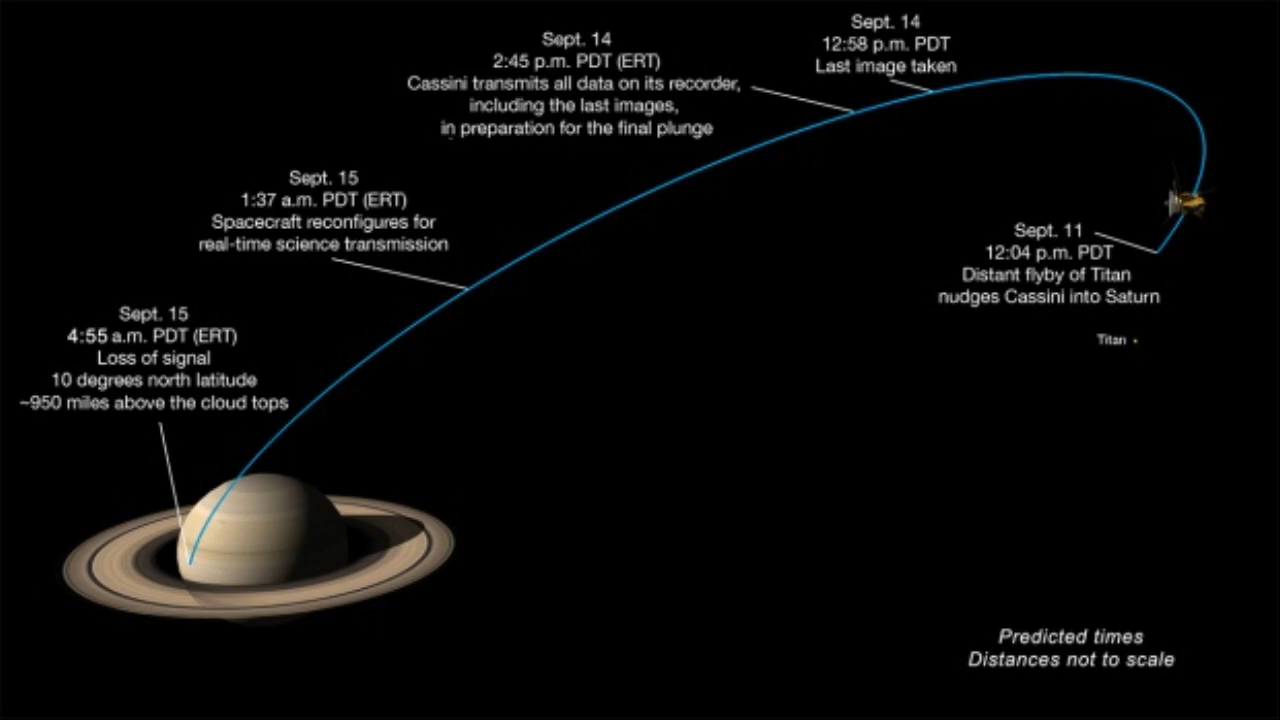 Sept. 14
12:58 p.m. PDT
Last image taken
Sept. 14
2:45 p.m. PDT (ERT)
Cassini transmits all data on its recorder,
including the last images,
in preparation for the final plunge
Sept. 15
1:37 a.m. PDT (ERT)
Spacecraft reconfigures for
real-time science transmission
Sept. 11
12:04 p.m. PDT
Distant flyby of Titan
nudges Cassini into Saturn
Titan
Sept. 15
4:55 a.m. PDT (ERT)
Loss of signal
10 degrees north latitude
~950 miles above the cloud tops
Predicted times
Distances not to scale